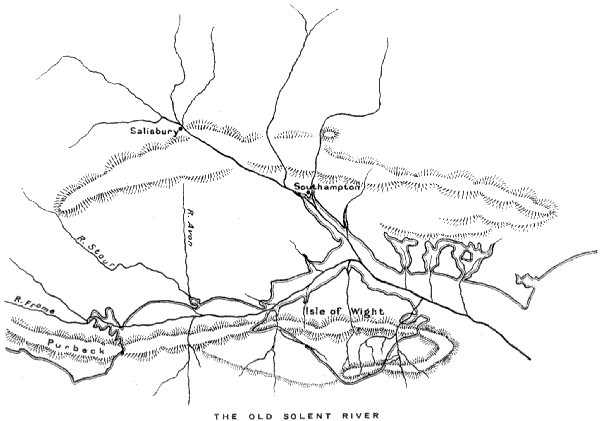 Salisbury
Southampton
R. Avon
R. Stour
R. Frome
Isle of Wight
Purbeck
THE OLD SOLENT RIVER